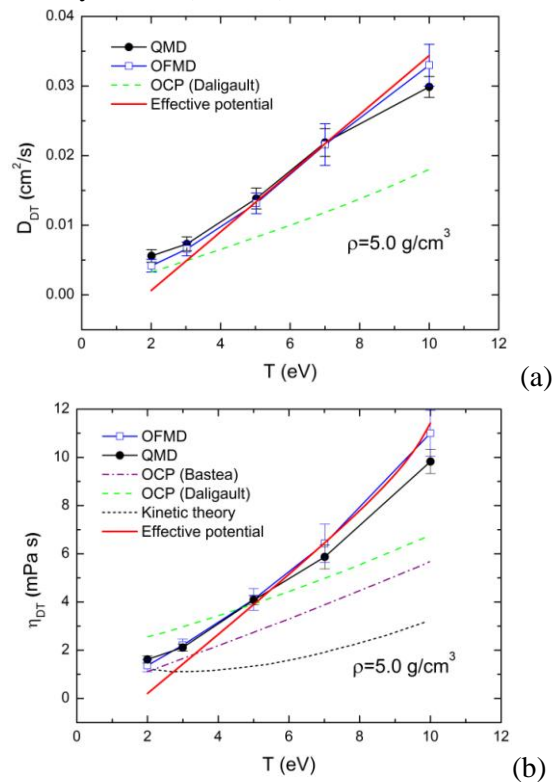 QMD
OFMD
OCP (Daligault)
Effective potential
0.04
0.03
0.02
0.01
0.00
D_DT (cm²/s)
ρ=5.0 g/cm³
0 2 4 6 8 10 12
T (eV)
(a)
OFMD
QMD
OCP (Bastea)
OCP (Daligault)
Kinetic theory
Effective potential
12
10
8
6
4
2
0
η_DT (mPa s)
ρ=5.0 g/cm³
0 2 4 6 8 10 12
T (eV)
(b)